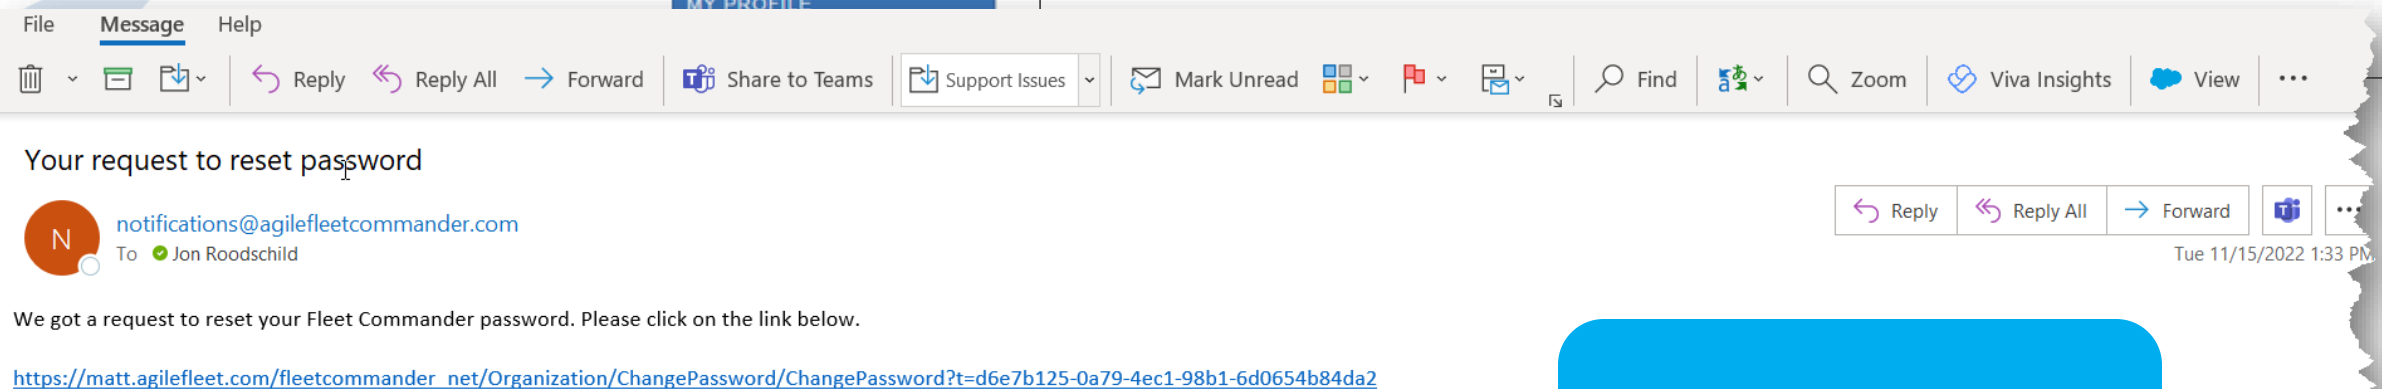 MY PROFILE
File Message Help
Reply Reply All Forward Share to Teams Support Issues Mark Unread Find Zoom Viva Insights View ...
Your request to reset password
N
notifications@agilefleetcommander.com
Reply Reply All Forward ...
To Jon Roodschild
Tue 11/15/2022 1:33 PM
We got a request to reset your Fleet Commander password. Please click on the link below.
https://matt.agilefleet.com/fleetcommander_net/Organization/ChangePassword/ChangePassword?t=d6e7b125-0a79-4ec1-98b1-6d0654b84da2